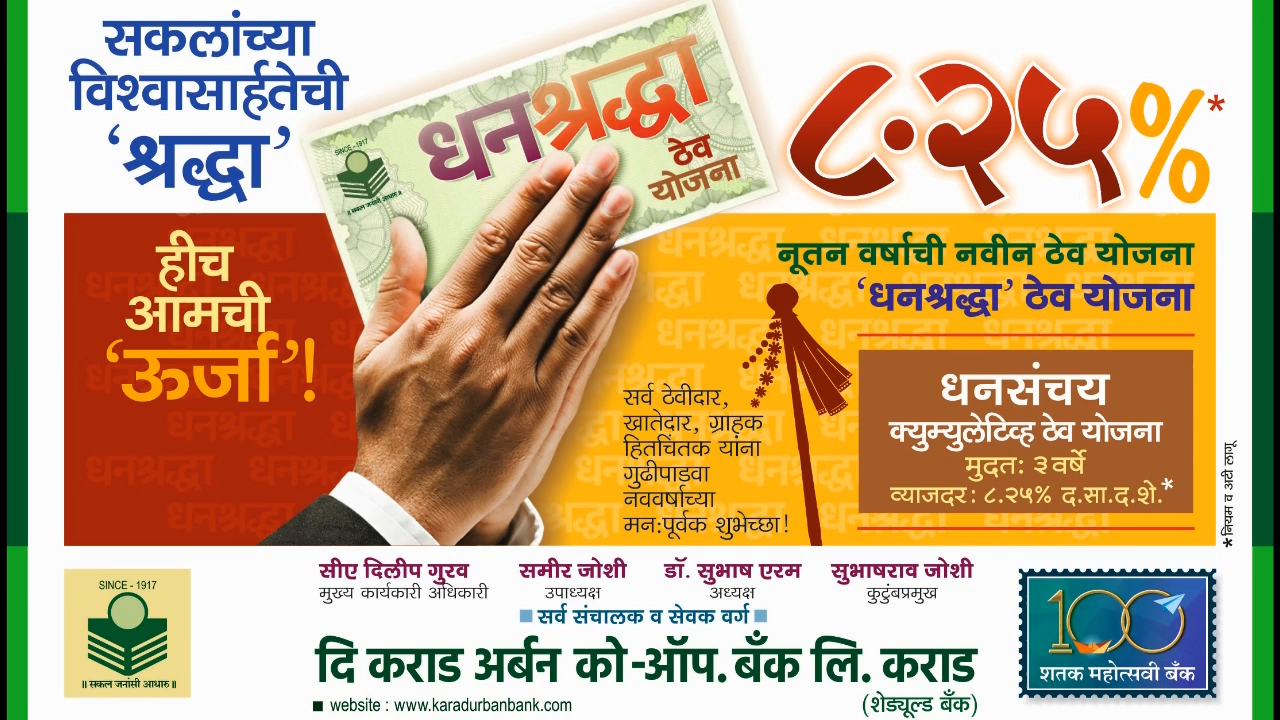 सकलांच्या
विश्वासार्हतेची
‘श्रद्धा’
धनश्रद्धा
ठेव
योजना
SINCE - 1917
॥ सकल जनांसी आधारु ॥
८.२५%*
हीच
आमची
‘ऊर्जा’!
नूतन वर्षाची नवीन ठेव योजना
‘धनश्रद्धा’ ठेव योजना
सर्व ठेवीदार,
खातेदार, ग्राहक
हितचिंतक यांना
गुढीपाडवा
नववर्षाच्या
मन:पूर्वक शुभेच्छा!
धनसंचय
क्युम्युलेटिव्ह ठेव योजना
मुदत: ३ वर्षे
व्याजदर: ८.२५% द.सा.द.शे.*
*नियम व अटी लागू
सीए दिलीप गुरव समीर जोशी डॉ. सुभाष एरम सुभाषराव जोशी
मुख्य कार्यकारी अधिकारी उपाध्यक्ष अध्यक्ष कुटुंबप्रमुख
■ सर्व संचालक व सेवक वर्ग ■
दि कराड अर्बन को-ऑप. बँक लि. कराड
■ website : www.karadurbanbank.com (शेड्यूल्ड बँक)
SINCE - 1917
॥ सकल जनांसी आधारु ॥
100
शतक महोत्सवी बँक